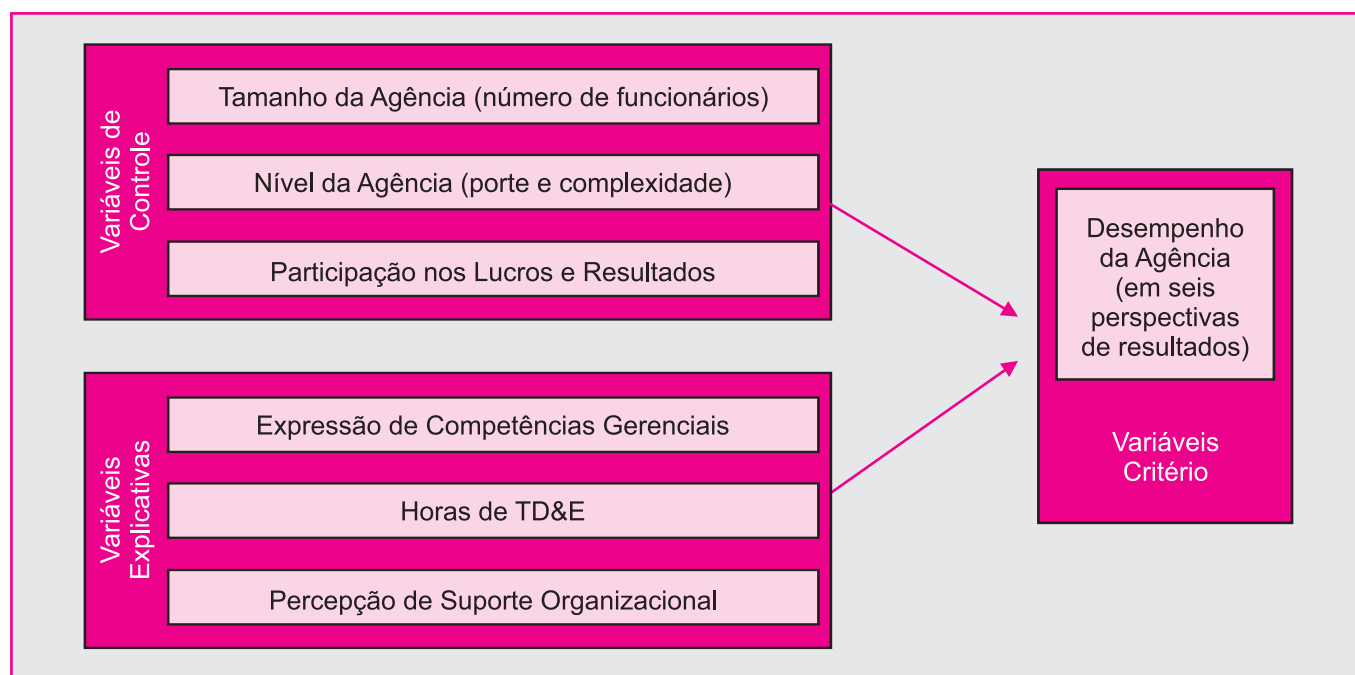 Variáveis de
Controle
Tamanho da Agência (número de funcionários)
Nível da Agência (porte e complexidade)
Participação nos Lucros e Resultados
Variáveis
Explicativas
Expressão de Competências Gerenciais
Horas de TD&E
Percepção de Suporte Organizacional
Desempenho
da Agência
(em seis
perspectivas
de resultados)
Variáveis
Critério